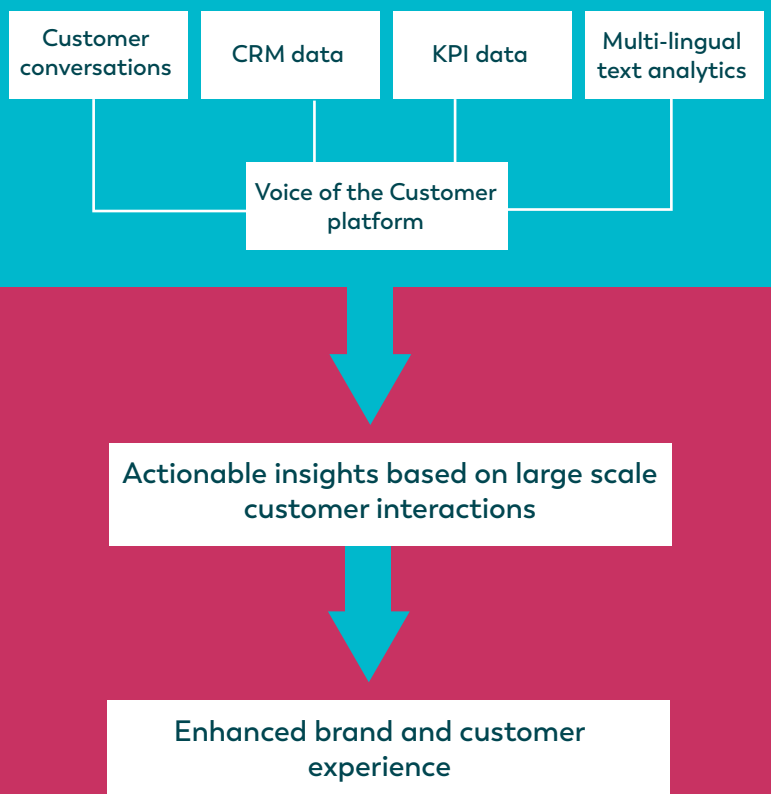 Customer
conversations
CRM data
KPI data
Multi-lingual
text analytics
Voice of the Customer
platform
Actionable insights based on large scale
customer interactions
Enhanced brand and customer
experience